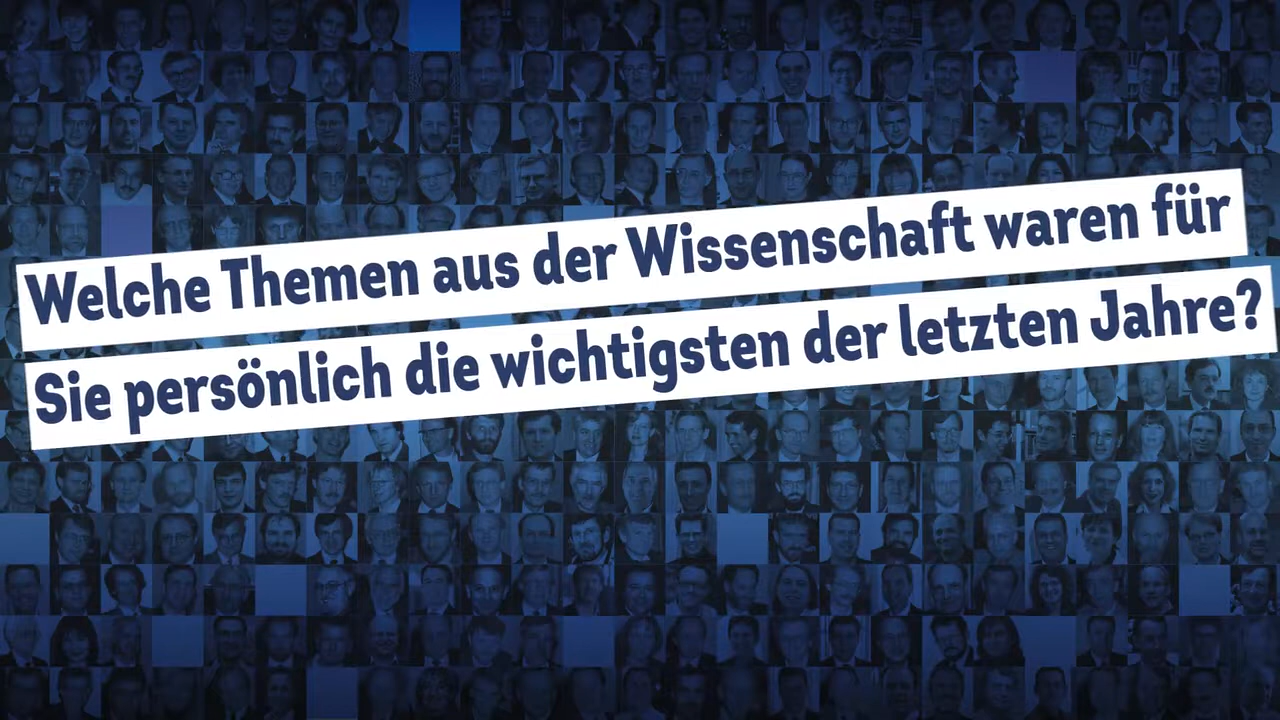 Welche Themen aus der Wissenschaft waren für
Sie persönlich die wichtigsten der letzten Jahre?